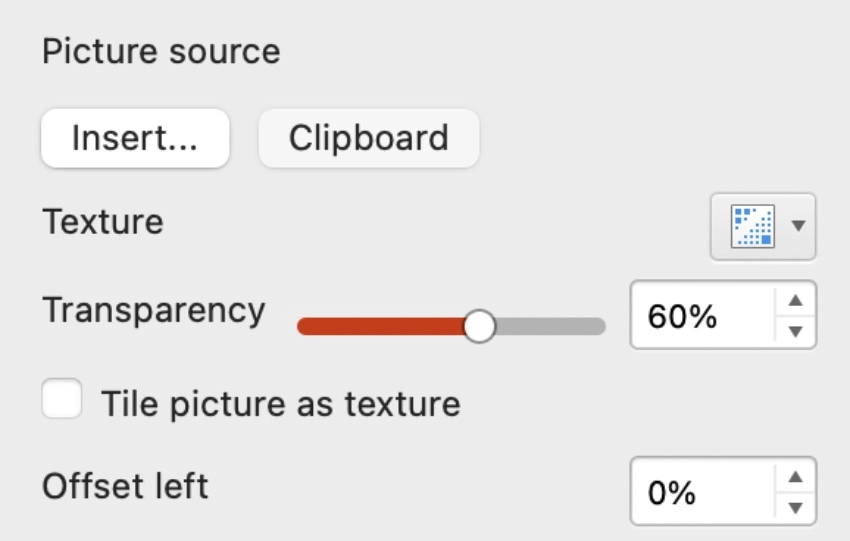 Picture source
Insert... Clipboard
Texture
Transparency 60%
Tile picture as texture
Offset left 0%